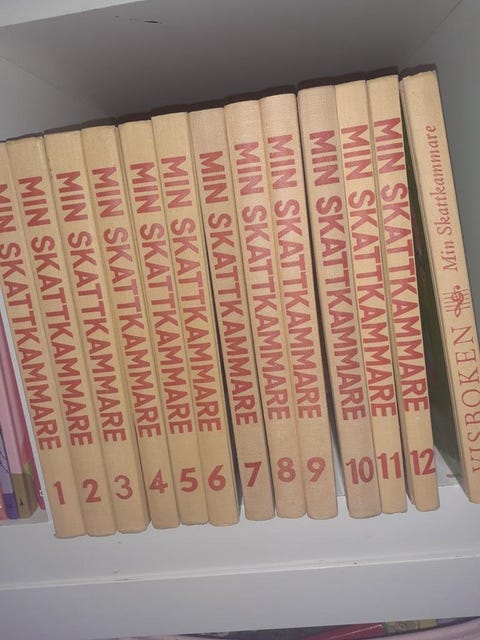 MIN SKATTKAMMARE
MIN SKATTKAMMARE 1
MIN SKATTKAMMARE 2
MIN SKATTKAMMARE 3
MIN SKATTKAMMARE 4
MIN SKATTKAMMARE 5
MIN SKATTKAMMARE 6
MIN SKATTKAMMARE 7
MIN SKATTKAMMARE 8
MIN SKATTKAMMARE 9
MIN SKATTKAMMARE 10
MIN SKATTKAMMARE 11
MIN SKATTKAMMARE 12
VISBOKEN Min Skattkammare